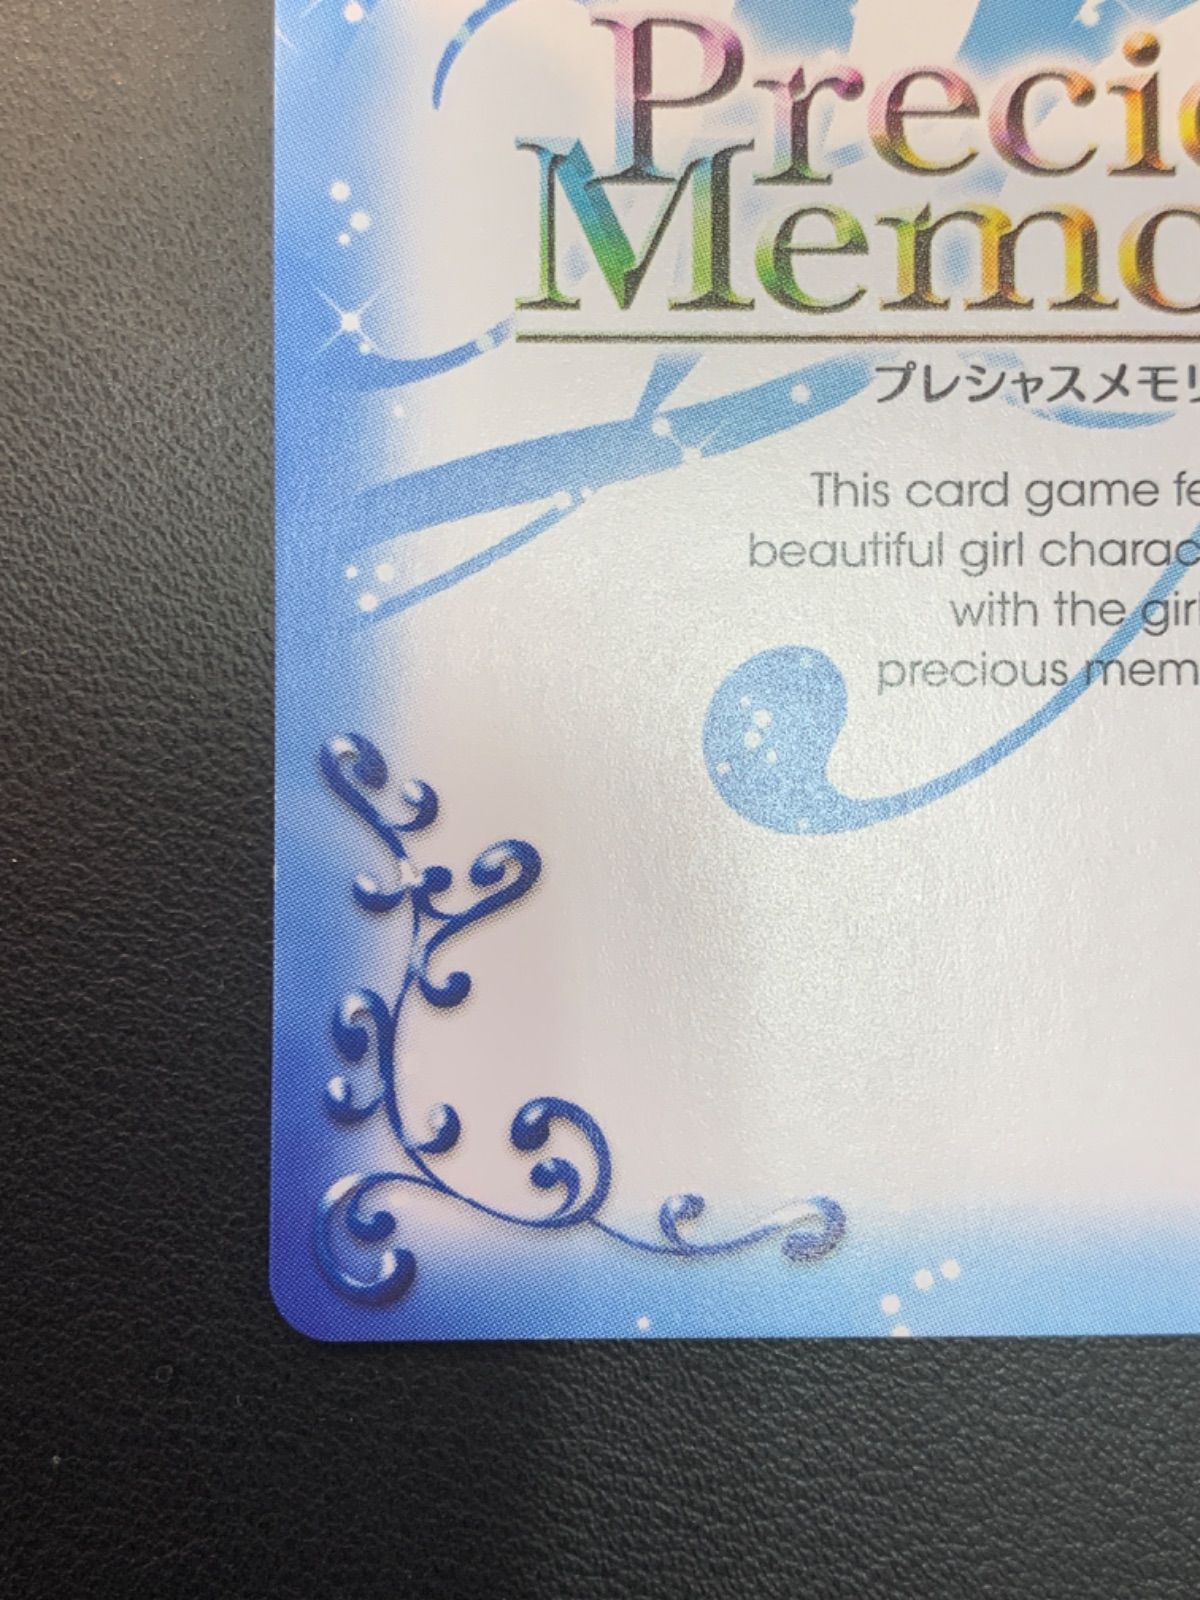 Preci
Memo
プレシャスメモリ
This card game fe
beautiful girl charac
with the girl
precious mem